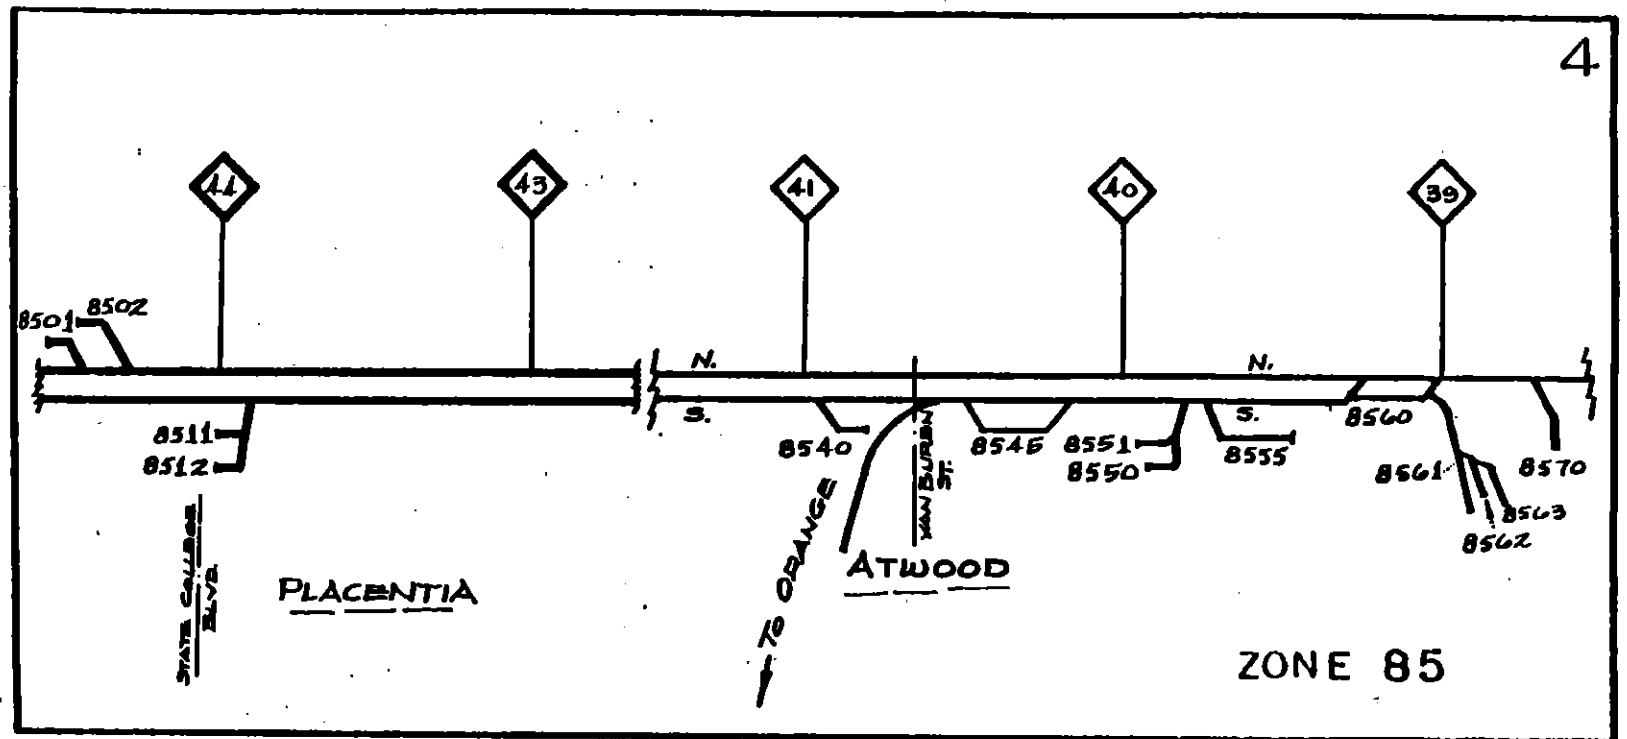 4
44
43
41
40
39
8501
8502
N.
N.
S.
S.
8511
8512
8540
8545
8551
8550
8555
8560
8561
8562
8563
8570
STATE COLLEGE
BLVD.
PLACENTIA
TO ORANGE
VAN BUREN
ST.
ATWOOD
ZONE 85